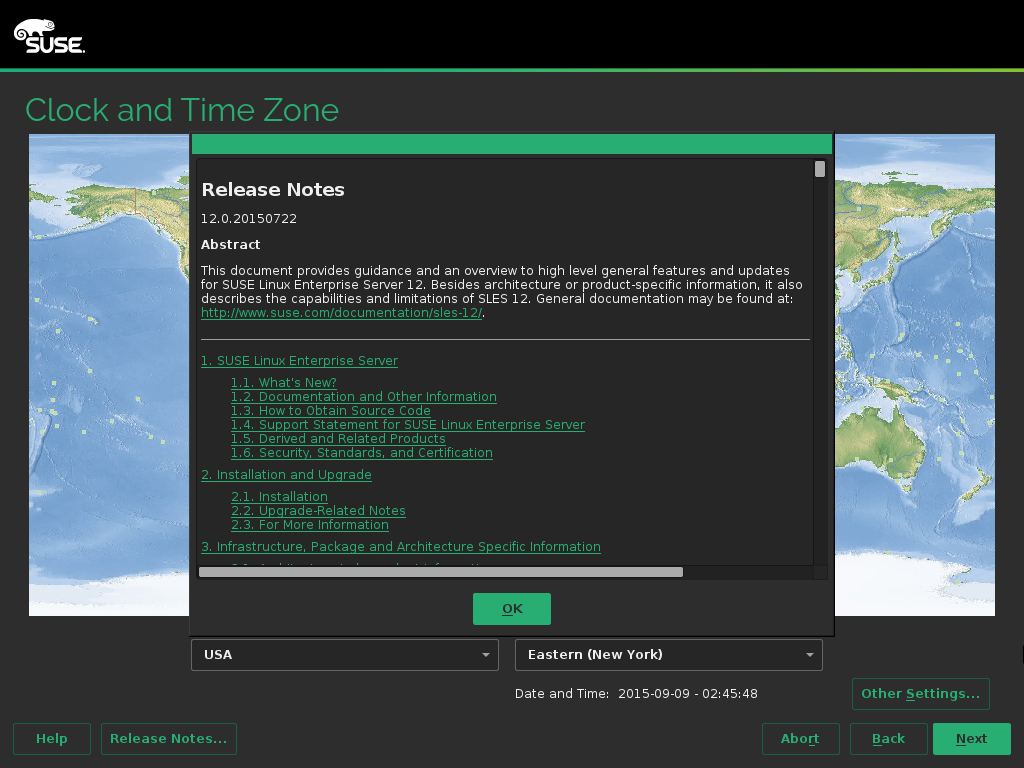 SUSE.
Clock and Time Zone
Release Notes
12.0.20150722
Abstract
This document provides guidance and an overview to high level general features and updates
for SUSE Linux Enterprise Server 12. Besides architecture or product-specific information, it also
describes the capabilities and limitations of SLES 12. General documentation may be found at:
http://www.suse.com/documentation/sles-12/.
1. SUSE Linux Enterprise Server
1.1. What's New?
1.2. Documentation and Other Information
1.3. How to Obtain Source Code
1.4. Support Statement for SUSE Linux Enterprise Server
1.5. Derived and Related Products
1.6. Security, Standards, and Certification
2. Installation and Upgrade
2.1. Installation
2.2. Upgrade-Related Notes
2.3. For More Information
3. Infrastructure, Package and Architecture Specific Information
OK
USA
Eastern (New York)
Date and Time: 2015-09-09 - 02:45:48
Other Settings...
Help
Release Notes...
Abort
Back
Next